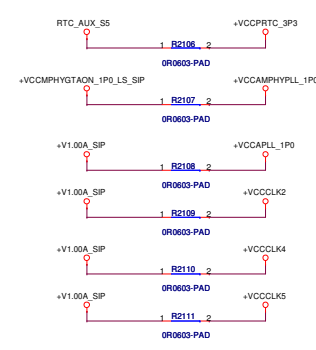 RTC_AUX_S5 +VCCPRTC_3P3
1 R2106 2
0R0603-PAD
+VCCMPHYGTAON_1P0_LS_SIP +VCCAMPHYPLL_1P0
1 R2107 2
0R0603-PAD
+V1.00A_SIP +VCCAPLL_1P0
1 R2108 2
0R0603-PAD
+V1.00A_SIP +VCCCLK2
1 R2109 2
0R0603-PAD
+V1.00A_SIP +VCCCLK4
1 R2110 2
0R0603-PAD
+V1.00A_SIP +VCCCLK5
1 R2111 2
0R0603-PAD